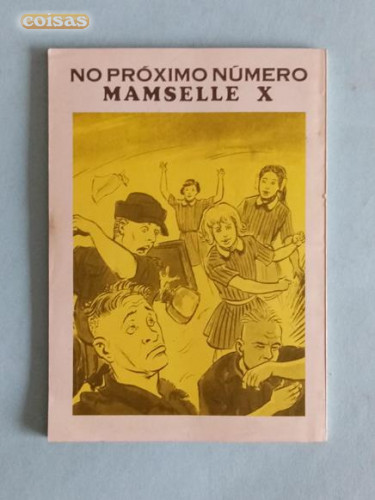 coisas
NO PRÓXIMO NÚMERO
MAMSELLE X